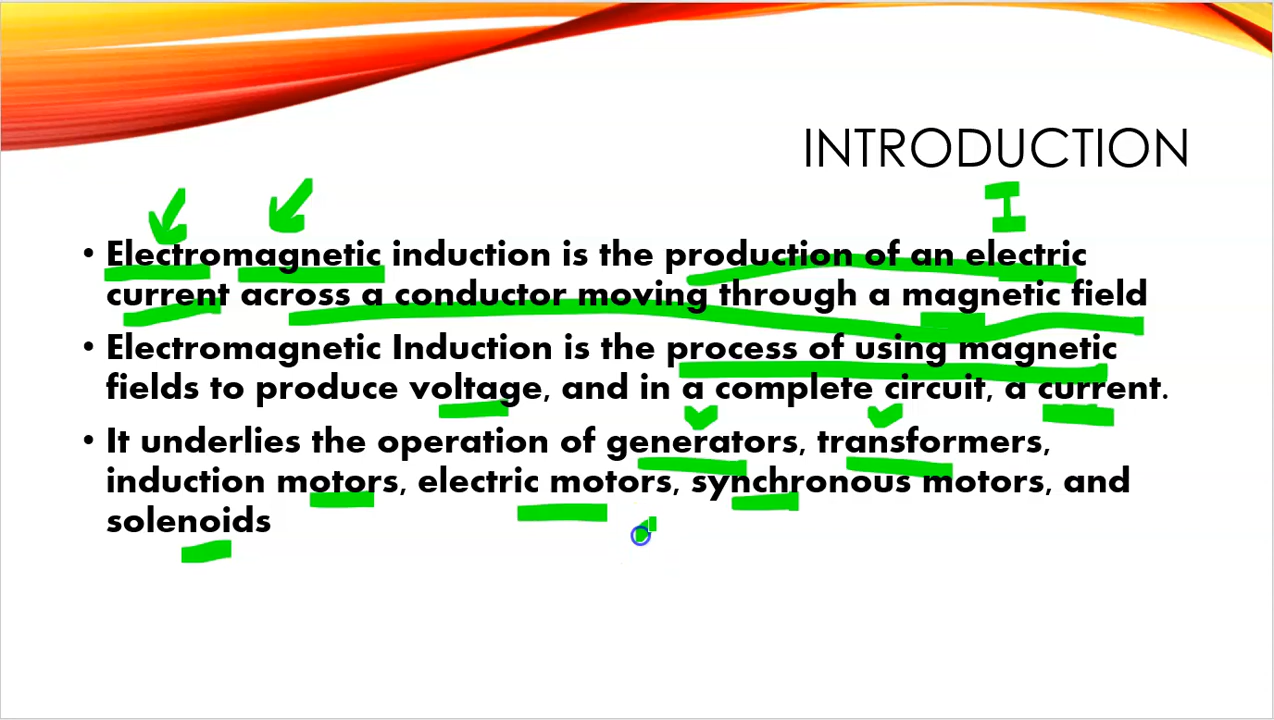 INTRODUCTION
I
• Electromagnetic induction is the production of an electric
current across a conductor moving through a magnetic field
• Electromagnetic Induction is the process of using magnetic
fields to produce voltage, and in a complete circuit, a current.
• It underlies the operation of generators, transformers,
induction motors, electric motors, synchronous motors, and
solenoids